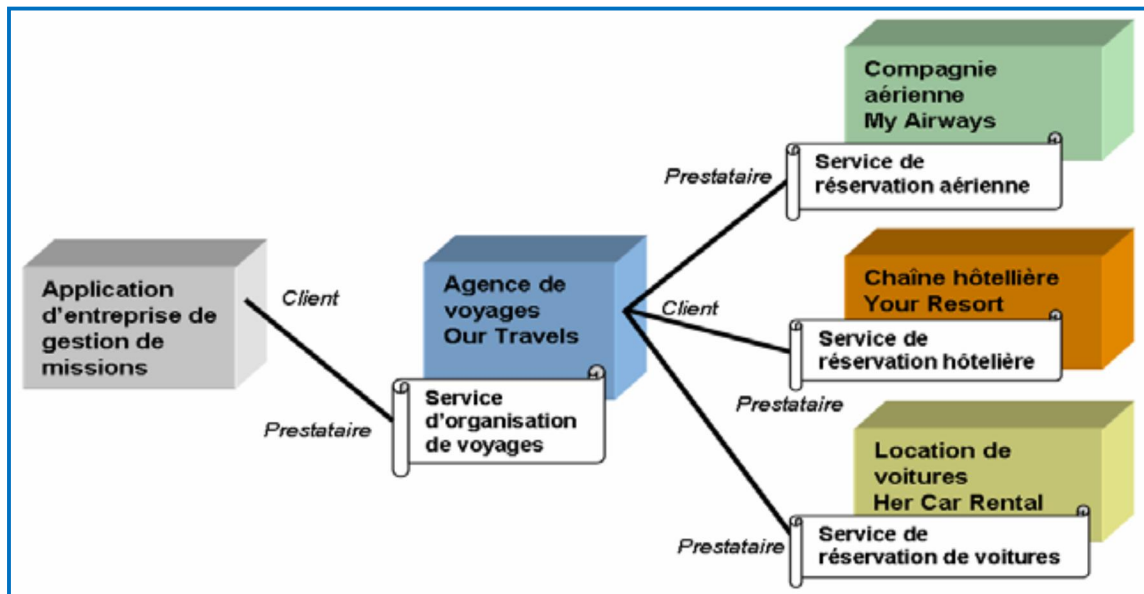 Compagnie
aérienne
My Airways
Prestataire
Service de
réservation aérienne
Application
d'entreprise de
gestion de
missions
Client
Agence de
voyages
Our Travels
Client
Chaîne hôtellière
Your Resort
Service de
réservation hôtelière
Prestataire
Prestataire
Service
d'organisation
de voyages
Location de
voitures
Her Car Rental
Prestataire
Service de
réservation de voitures